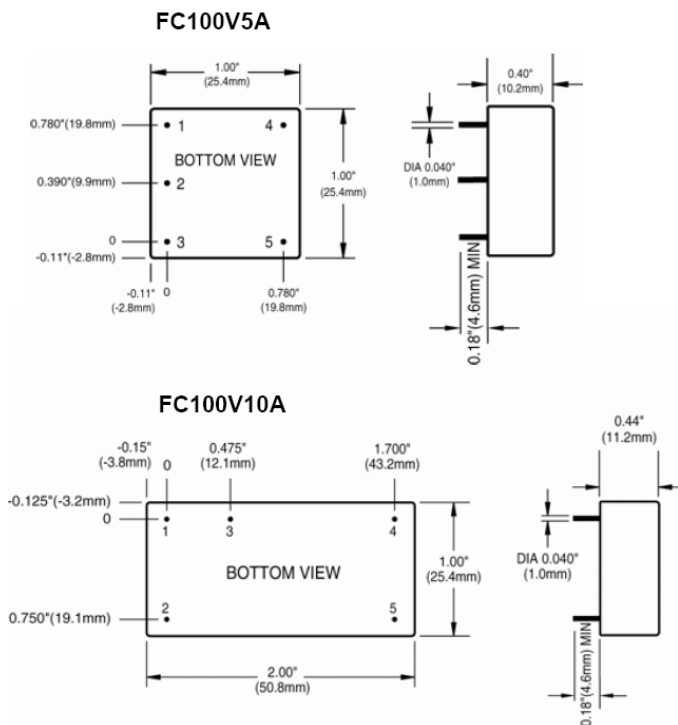 FC100V5A
1.00"
(25.4mm)
0.40"
(10.2mm)
0.780"(19.8mm)
1
4
BOTTOM VIEW
DIA 0.040"
(1.0mm)
1.00"
(25.4mm)
0.390"(9.9mm)
2
0
3
5
-0.11"(-2.8mm)
-0.11"
(-2.8mm)
0
0.780"
(19.8mm)
0.18"(4.6mm) MIN
FC100V10A
-0.15"
(-3.8mm)
0
0.475"
(12.1mm)
1.700"
(43.2mm)
0.44"
(11.2mm)
-0.125"(-3.2mm)
0
1
3
4
BOTTOM VIEW
1.00"
(25.4mm)
DIA 0.040"
(1.0mm)
2
5
0.750"(19.1mm)
2.00"
(50.8mm)
0.18"(4.6mm) MIN